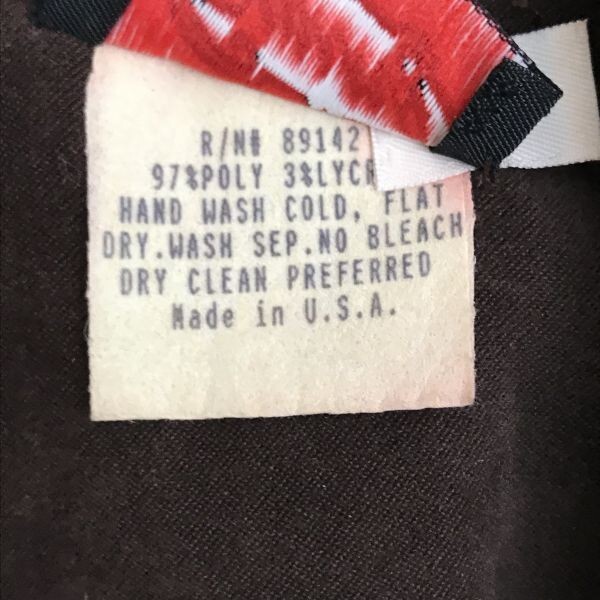 R/N# 89142
97%POLY 3%LYCR
HAND WASH COLD, FLAT
DRY.WASH SEP.NO BLEACH
DRY CLEAN PREFERRED
Made in U.S.A.